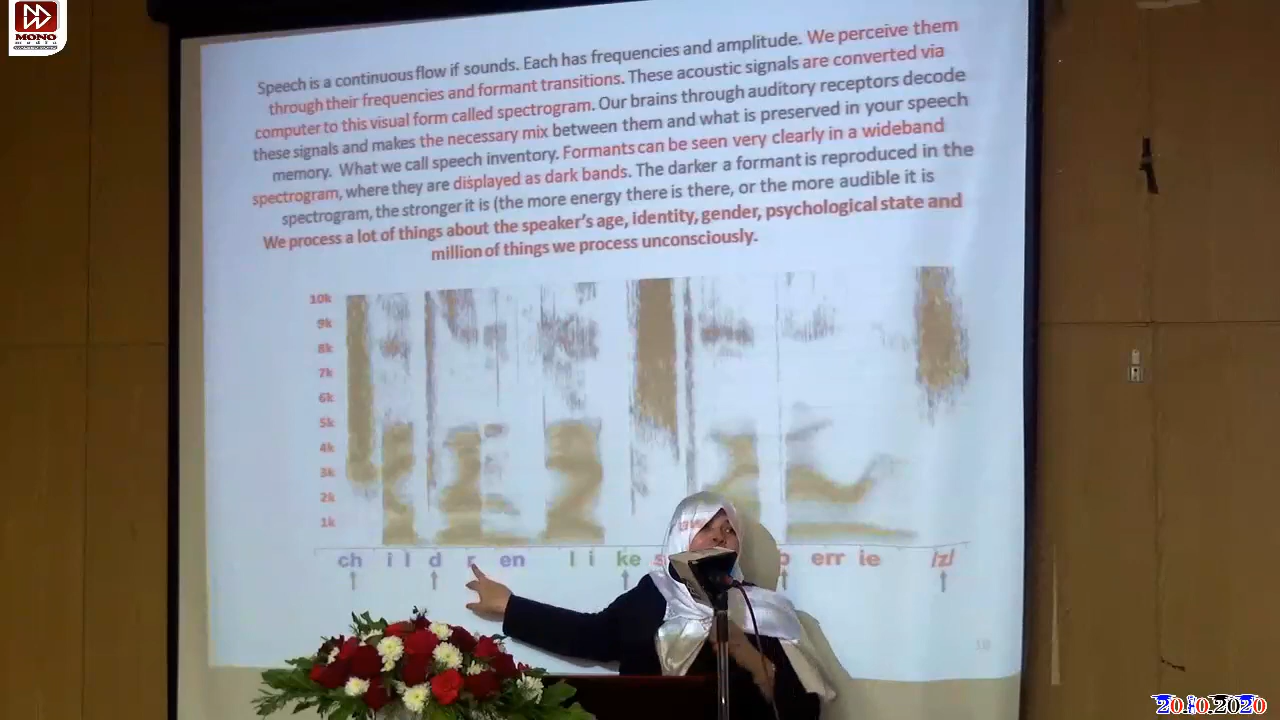 MONO
media
Speech is a continuous flow if sounds. Each has frequencies and amplitude. We perceive them
through their frequencies and formant transitions. These acoustic signals are converted via
computer to this visual form called spectrogram. Our brains through auditory receptors decode
these signals and makes the necessary mix between them and what is preserved in your speech
memory. What we call speech inventory. Formants can be seen very clearly in a wideband
spectrogram, where they are displayed as dark bands. The darker a formant is reproduced in the
spectrogram, the stronger it is (the more energy there is there, or the more audible it is
We process a lot of things about the speaker's age, identity, gender, psychological state and
million of things we process unconsciously.
10k
9k
8k
7k
6k
5k
4k
3k
2k
1k
ch i l d r en l i ke s err ie /z/
18
20.10.2020